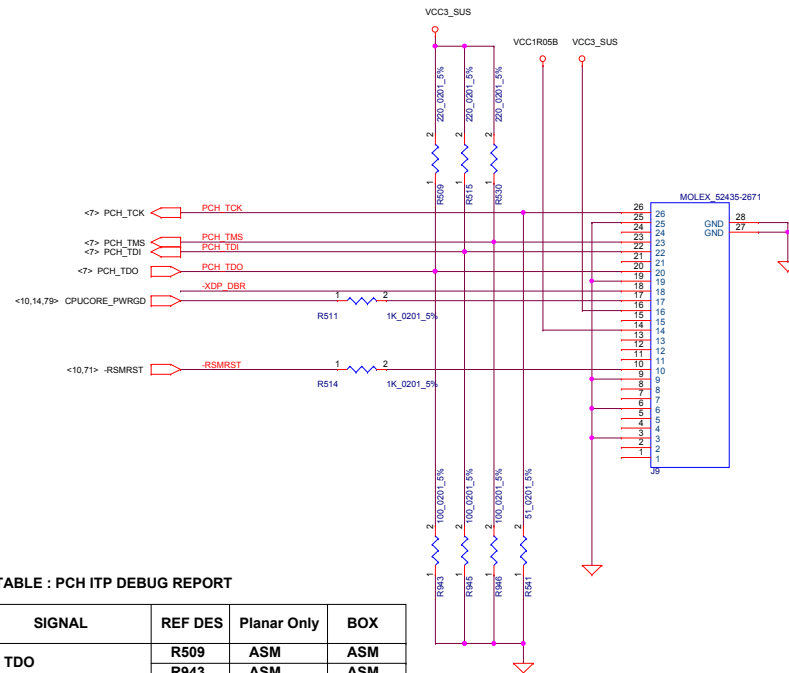 VCC3_SUS
VCC1R05B
VCC3_SUS
220_0201_5%
220_0201_5%
220_0201_5%
2
2
2
1
1
1
R509
R515
R530
MOLEX_52435-2671
<7> PCH_TCK
PCH_TCK
<7> PCH_TMS
PCH_TMS
<7> PCH_TDI
PCH_TDI
<7> PCH_TDO
PCH_TDO
-XDP_DBR
<10,14,79> CPUCORE_PWRGD
1
2
R511
1K_0201_5%
<10,71> -RSMRST
-RSMRST
1
2
R514
1K_0201_5%
26 26
25 25
24 24
23 23
22 22
21 21
20 20
19 19
18 18
17 17
16 16
15 15
14 14
13 13
12 12
11 11
10 10
9 9
8 8
7 7
6 6
5 5
4 4
3 3
2 2
1 1
GND 28
GND 27
J9
100_0201_5%
100_0201_5%
100_0201_5%
51_0201_5%
2
2
2
2
1
1
1
1
R943
R945
R946
R541
TABLE : PCH ITP DEBUG REPORT
SIGNAL REF DES Planar Only BOX
TDO R509 ASM ASM
R943 ASM ASM